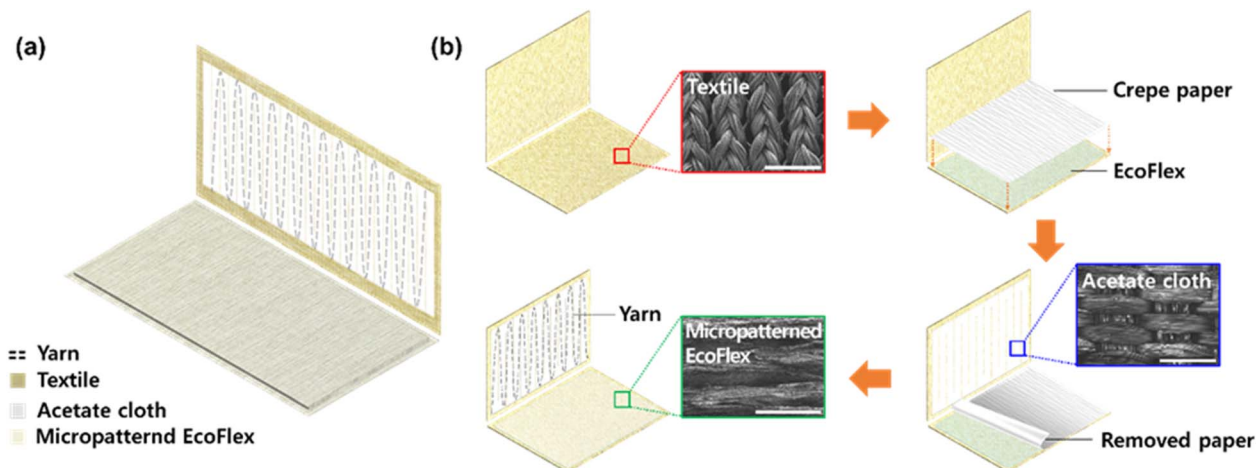 (a)
Yarn
Textile
Acetate cloth
Micropatternd EcoFlex
(b)
Textile
Crepe paper
EcoFlex
Acetate cloth
Removed paper
Yarn
Micropatterned
EcoFlex